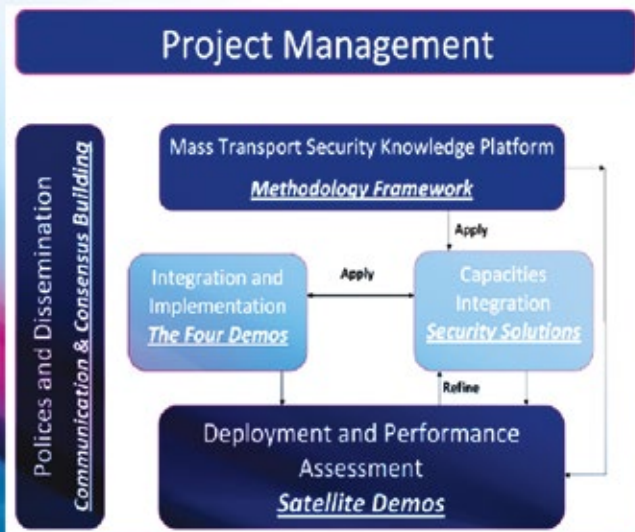 Project Management
Polices and Dissemination
Communication & Consensus Building
Mass Transport Security Knowledge Platform
Methodology Framework
Apply
Integration and
Implementation
The Four Demos
Apply
Capacities
Integration
Security Solutions
Refine
Deployment and Performance
Assessment
Satellite Demos